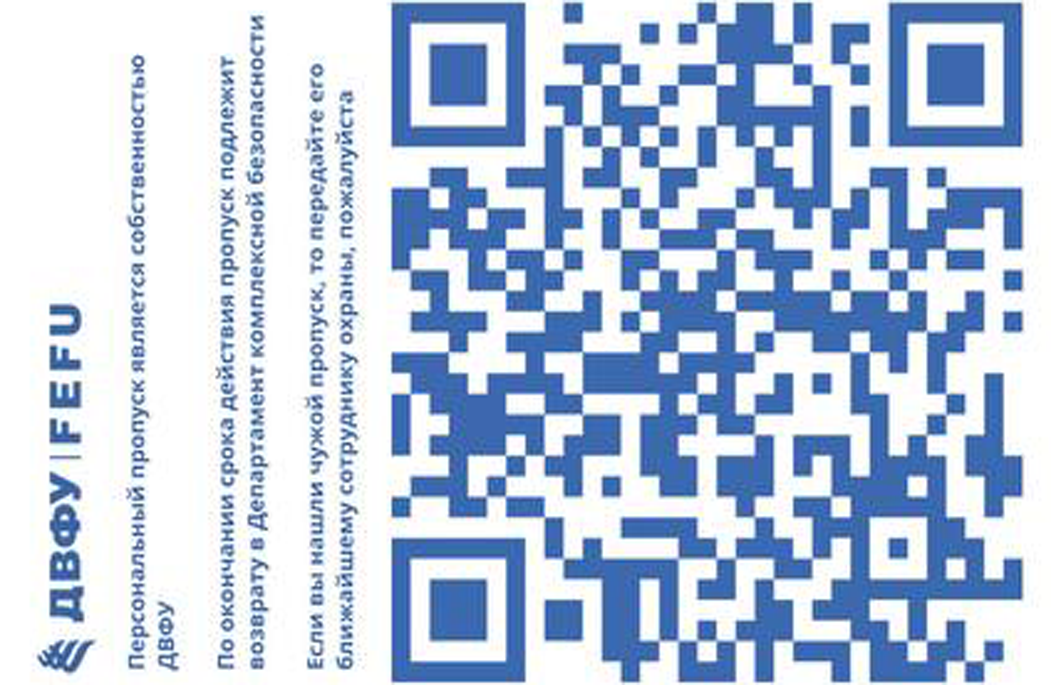 ДВФУ | FEFU
Персональный пропуск является собственностью
ДВФУ
По окончании срока действия пропуск подлежит
возврату в Департамент комплексной безопасности
Если вы нашли чужой пропуск, то передайте его
ближайшему сотруднику охраны, пожалуйста